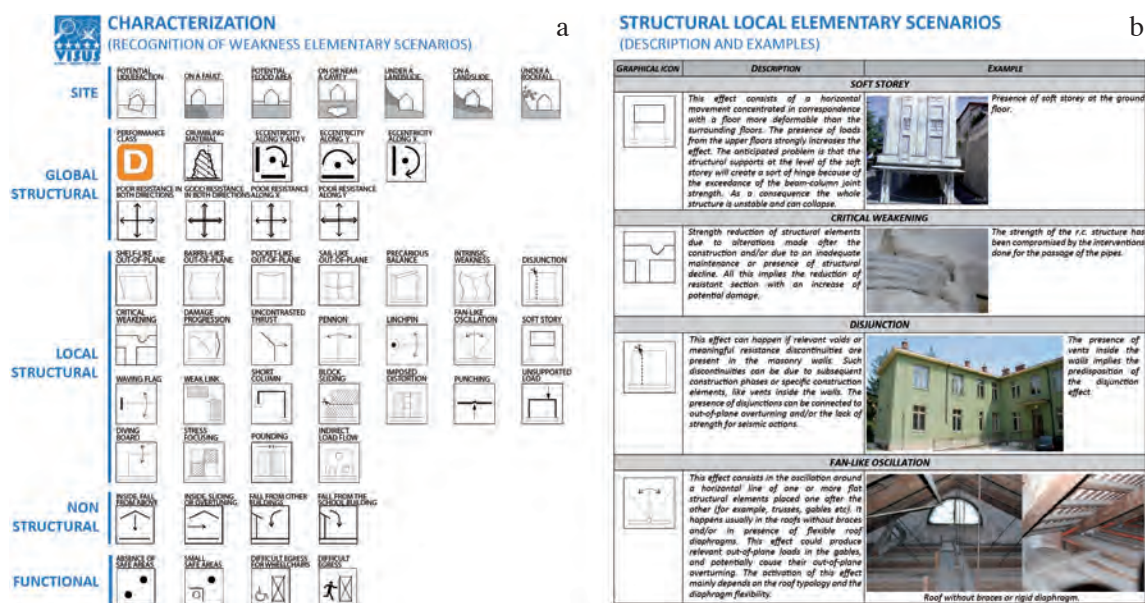 VISUS
CHARACTERIZATION
(RECOGNITION OF WEAKNESS ELEMENTARY SCENARIOS)
a
SITE
POTENTIAL
LIQUEFACTION
ON A FAULT
POTENTIAL
FLOOD AREA
ON OR NEAR
A CAVITY
UNDER A
LANDSLIDE
ON A
LANDSLIDE
UNDER A
ROCKFALL
GLOBAL
STRUCTURAL
PERFORMANCE
CLASS
D
CRUMBLING
MATERIAL
ECCENTRICITY
ALONG X AND Y
ECCENTRICITY
ALONG Y
ECCENTRICITY
ALONG X
POOR RESISTANCE IN
BOTH DIRECTIONS
GOOD RESISTANCE
IN BOTH DIRECTIONS
POOR RESISTANCE
ALONG X
POOR RESISTANCE
ALONG Y
LOCAL
STRUCTURAL
SHELF-LIKE
OUT-OF-PLANE
BARREL-LIKE
OUT-OF-PLANE
POCKET-LIKE
OUT-OF-PLANE
SAIL-LIKE
OUT-OF-PLANE
PRECARIOUS
BALANCE
INTRINSIC
WEAKNESS
DISJUNCTION
CRITICAL
WEAKENING
DAMAGE
PROGRESSION
UNCONTRASTED
THRUST
PENNON
LINCHPIN
FAN-LIKE
OSCILLATION
SOFT STORY
WAVING FLAG
WEAK LINK
SHORT
COLUMN
BLOCK
SLIDING
IMPOSED
DISTORTION
PUNCHING
UNSUPPORTED
LOAD
DIVING
BOARD
STRESS
FOCUSING
POUNDING
INDIRECT
LOAD FLOW
NON
STRUCTURAL
INSIDE, FALL
FROM ABOVE
INSIDE, SLIDING
OR OVERTUNING
FALL FROM OTHER
BUILDINGS
FALL FROM THE
SCHOOL BUILDING
FUNCTIONAL
ABSENCE OF
SAFE AREAS
SMALL
SAFE AREAS
DIFFICULT EGRESS
FOR WHEELCHAIRS
DIFFICULT
EGRESS
STRUCTURAL LOCAL ELEMENTARY SCENARIOS
(DESCRIPTION AND EXAMPLES)
b
GRAPHICAL ICON
DESCRIPTION
EXAMPLE
SOFT STOREY
This effect consists of a horizontal
movement concentrated in correspondence
with a floor more deformable than the
surrounding floors. The presence of loads
from the upper floors strongly increases the
effect. The anticipated problem is that the
structural supports at the level of the soft
storey will create a sort of hinge because of
the exceedance of the beam-column joint
strength. As a consequence the whole
structure is unstable and can collapse.
Presence of soft storey at the ground
floor.
CRITICAL WEAKENING
Strength reduction of structural elements
due to alterations made after the
construction and/or due to an inadequate
maintenance or presence of structural
decline. All this implies the reduction of
resistant section with an increase of
potential damage.
The strength of the r.c. structure has
been compromised by the interventions
done for the passage of the pipes.
DISJUNCTION
This effect can happen if relevant voids or
meaningful resistance discontinuities are
present in the masonry walls. Such
discontinuities can be due to subsequent
construction phases or specific construction
elements, like vents inside the walls. The
presence of disjunctions can be connected to
out-of-plane overturning and/or the lack of
strength for seismic actions.
The presence of
vents inside the
walls implies the
predisposition of
the disjunction
effect
FAN-LIKE OSCILLATION
This effect consists in the oscillation around
a horizontal line of one or more flat
structural elements placed one after the
other (for example, trusses, gables etc). It
happens usually in the roofs without braces
and/or in presence of flexible roof
diaphragms. This effect could produce
relevant out-of-plane loads in the gables,
and potentially cause their out-of-plane
overturning. The activation of this effect
mainly depends on the roof typology and the
diaphragm flexibility.
Roof without braces or rigid diaphragm.